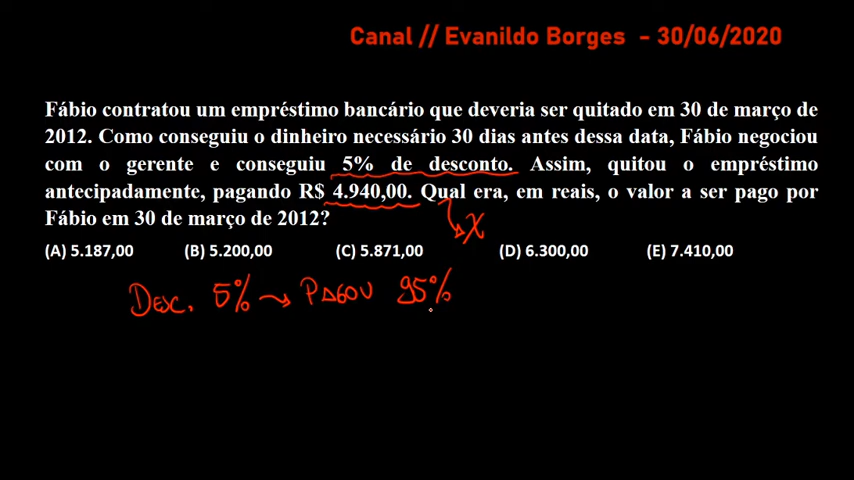 Canal // Evanildo Borges - 30/06/2020
Fábio contratou um empréstimo bancário que deveria ser quitado em 30 de março de
2012. Como conseguiu o dinheiro necessário 30 dias antes dessa data, Fábio negociou
com o gerente e conseguiu 5% de desconto. Assim, quitou o empréstimo
antecipadamente, pagando R$ 4.940,00. Qual era, em reais, o valor a ser pago por
Fábio em 30 de março de 2012?
X
(A) 5.187,00 (B) 5.200,00 (C) 5.871,00 (D) 6.300,00 (E) 7.410,00
DESC. 5% → PAGOU 95%